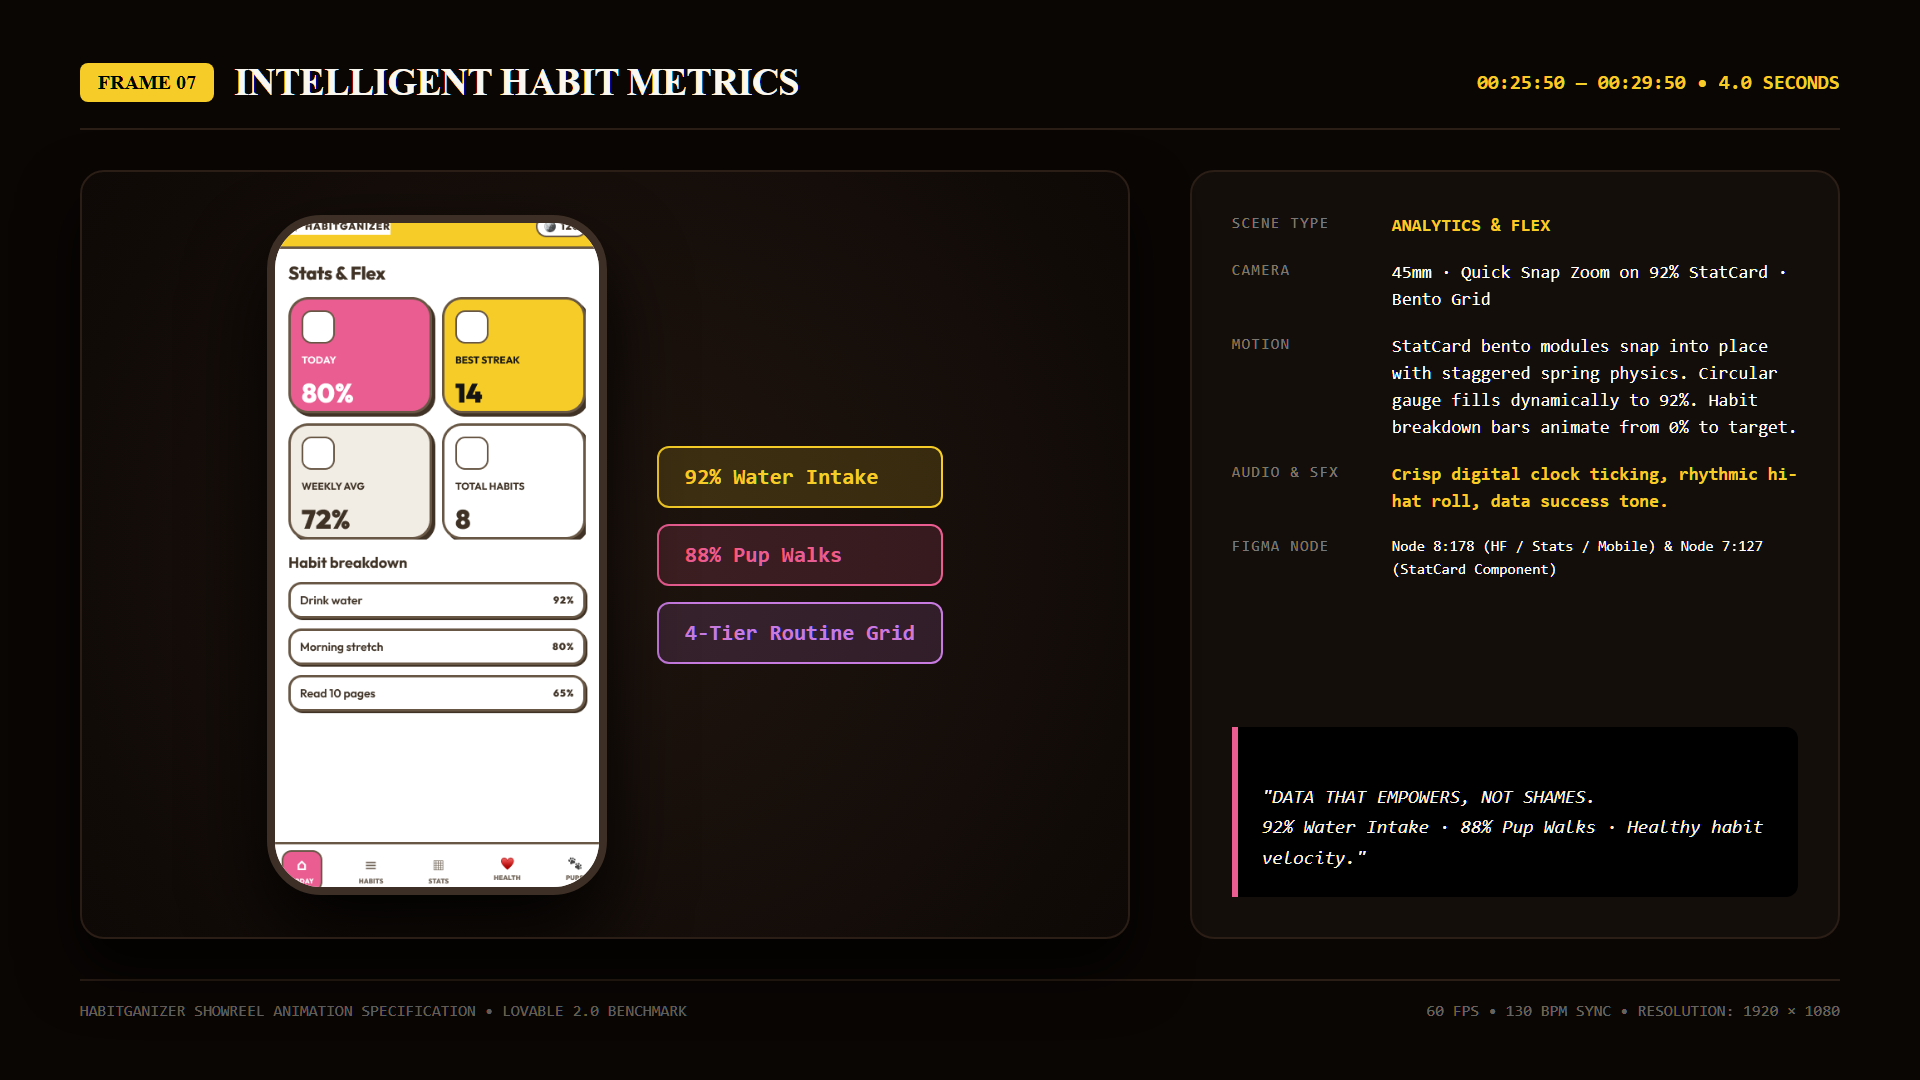 FRAME 07
INTELLIGENT HABIT METRICS
00:25:50 — 00:29:50 • 4.0 SECONDS
HABITGANIZER
Stats & Flex
TODAY
80%
BEST STREAK
14
WEEKLY AVG
72%
TOTAL HABITS
8
Habit breakdown
Drink water 92%
Morning stretch 80%
Read 10 pages 65%
HABITS
STATS
HEALTH
92% Water Intake
88% Pup Walks
4-Tier Routine Grid
SCENE TYPE
ANALYTICS & FLEX
CAMERA
45mm · Quick Snap Zoom on 92% StatCard ·
Bento Grid
MOTION
StatCard bento modules snap into place
with staggered spring physics. Circular
gauge fills dynamically to 92%. Habit
breakdown bars animate from 0% to target.
AUDIO & SFX
Crisp digital clock ticking, rhythmic hi-
hat roll, data success tone.
FIGMA NODE
Node 8:178 (HF / Stats / Mobile) & Node 7:127
(StatCard Component)
"DATA THAT EMPOWERS, NOT SHAMES.
92% Water Intake · 88% Pup Walks · Healthy habit
velocity."
HABITGANIZER SHOWREEL ANIMATION SPECIFICATION • LOVABLE 2.0 BENCHMARK
60 FPS • 130 BPM SYNC • RESOLUTION: 1920 × 1080